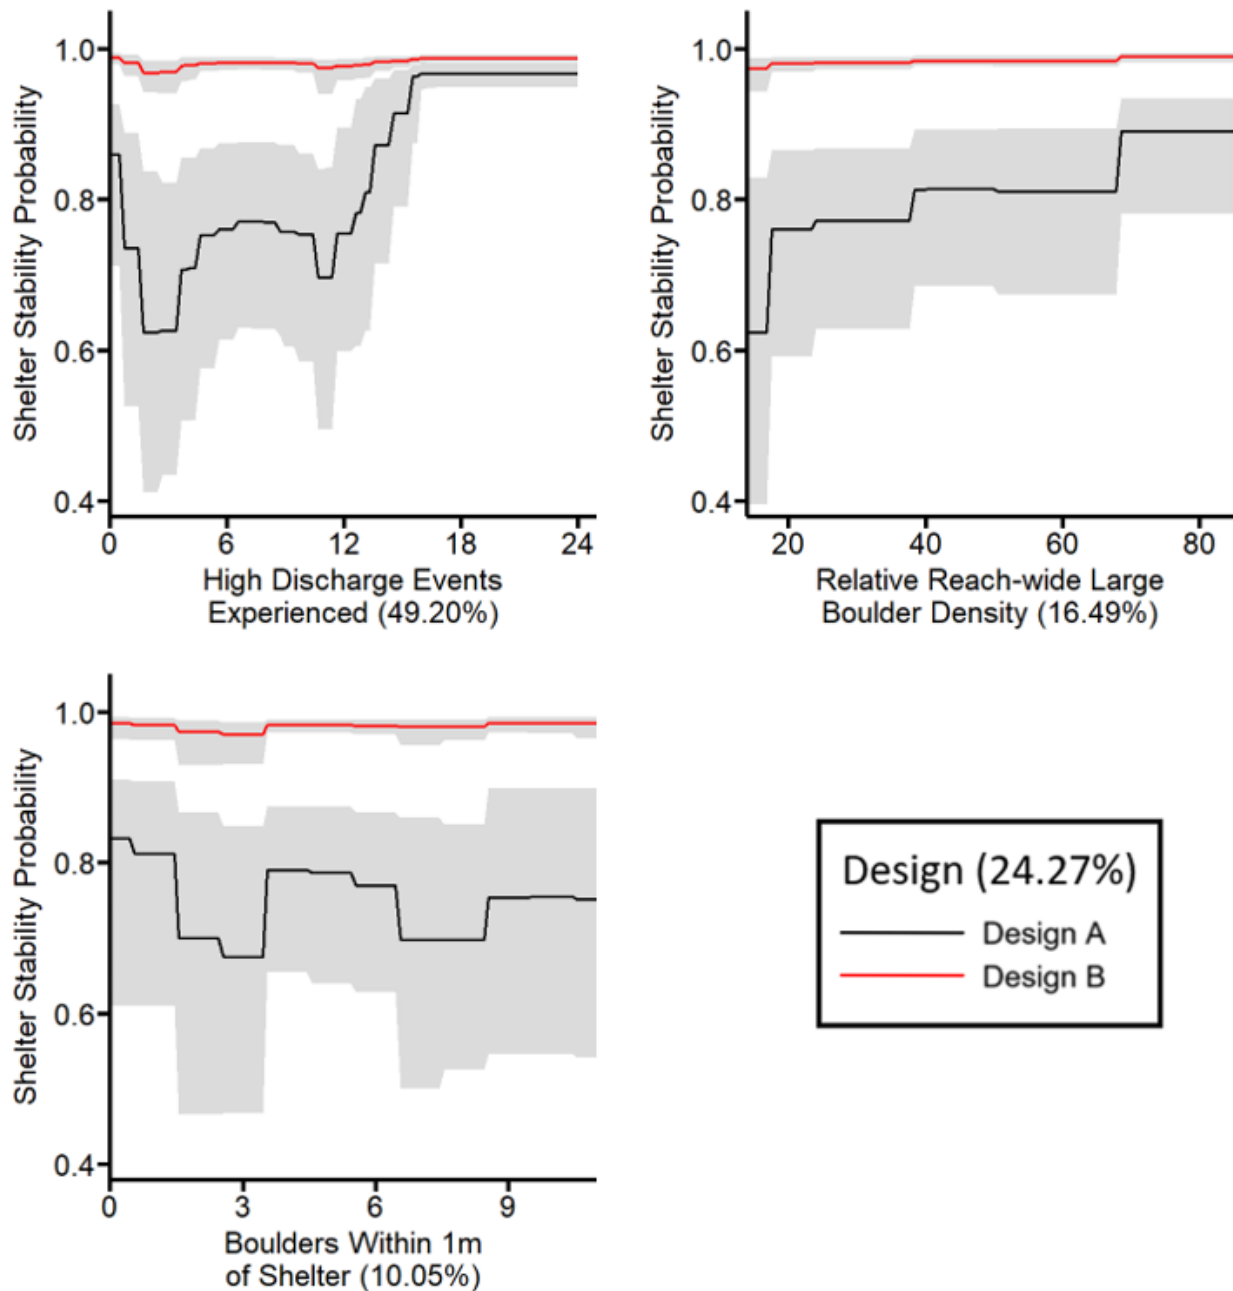 Shelter Stability Probability
1.0
0.8
0.6
0.4
0 6 12 18 24
High Discharge Events
Experienced (49.20%)
Shelter Stability Probability
1.0
0.8
0.6
0.4
20 40 60 80
Relative Reach-wide Large
Boulder Density (16.49%)
Shelter Stability Probability
1.0
0.8
0.6
0.4
0 3 6 9
Boulders Within 1m
of Shelter (10.05%)
Design (24.27%)
Design A
Design B